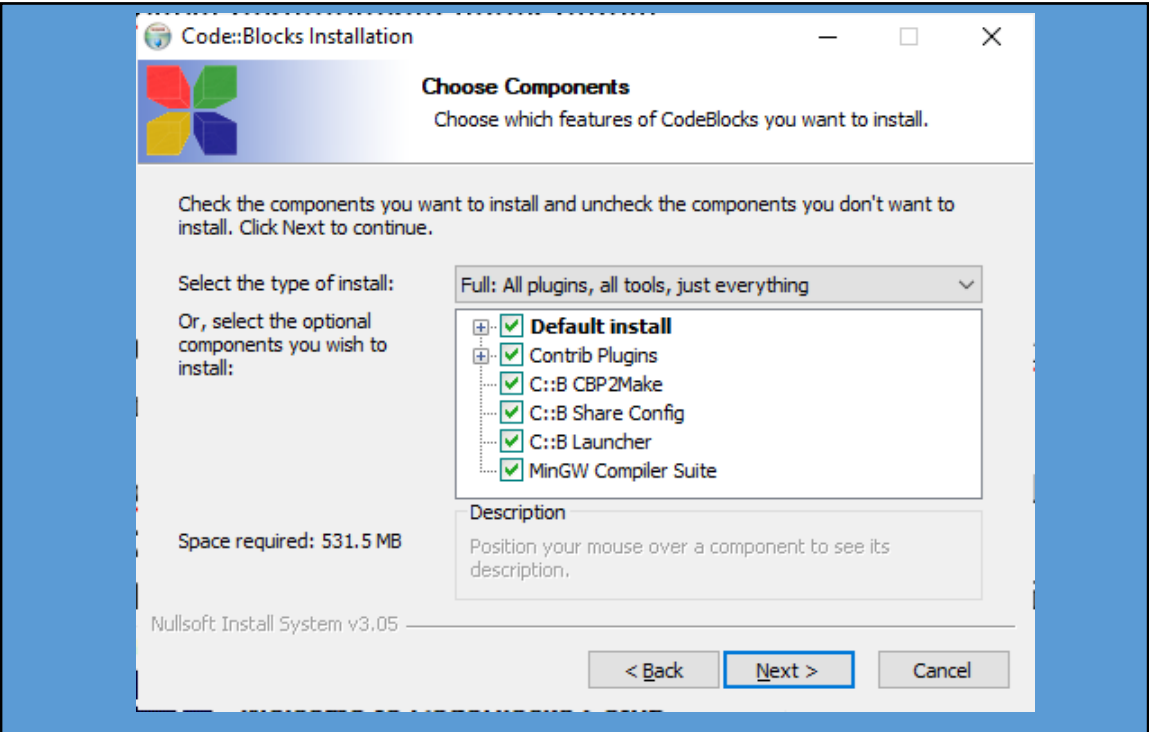 Code::Blocks Installation
Choose Components
Choose which features of CodeBlocks you want to install.
Check the components you want to install and uncheck the components you don't want to
install. Click Next to continue.
Select the type of install:
Full: All plugins, all tools, just everything
Or, select the optional
components you wish to
install:
Default install
Contrib Plugins
C::B CBP2Make
C::B Share Config
C::B Launcher
MinGW Compiler Suite
Space required: 531.5 MB
Description
Position your mouse over a component to see its
description.
Nullsoft Install System v3.05
< Back
Next >
Cancel